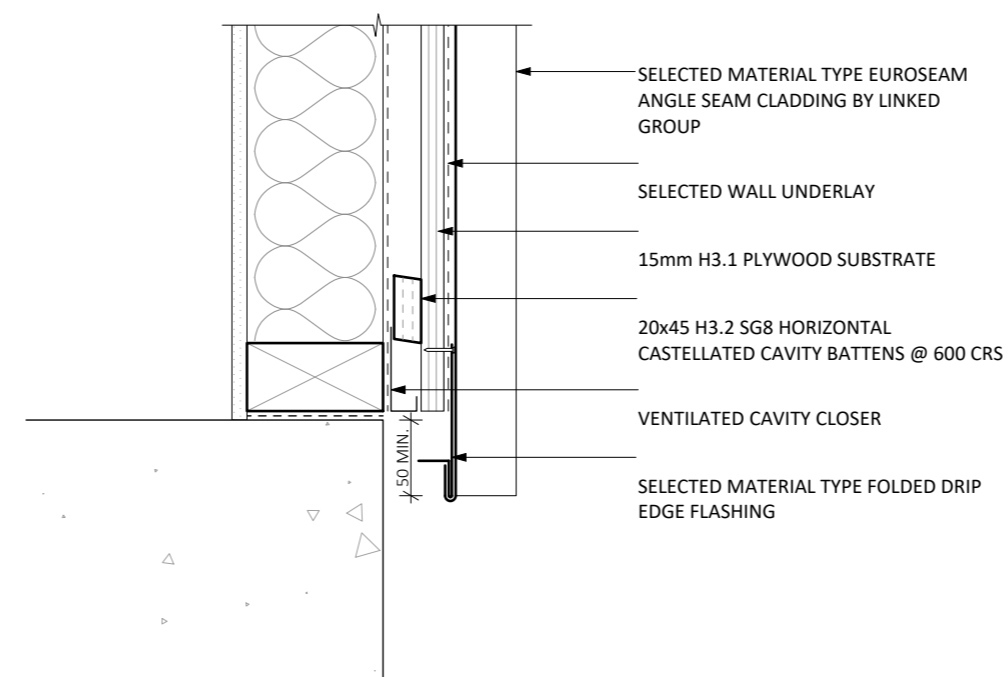 SELECTED MATERIAL TYPE EUROSEAM
ANGLE SEAM CLADDING BY LINKED
GROUP
SELECTED WALL UNDERLAY
15mm H3.1 PLYWOOD SUBSTRATE
20x45 H3.2 SG8 HORIZONTAL
CASTELLATED CAVITY BATTENS @ 600 CRS
VENTILATED CAVITY CLOSER
50 MIN.
SELECTED MATERIAL TYPE FOLDED DRIP
EDGE FLASHING